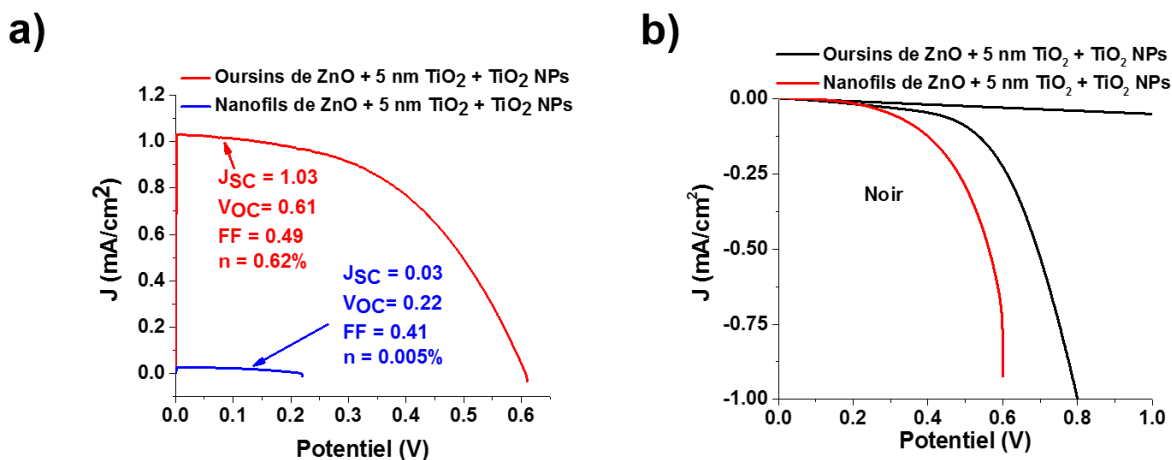 a)
Oursins de ZnO + 5 nm TiO2 + TiO2 NPs
Nanofils de ZnO + 5 nm TiO2 + TiO2 NPs
1.2
1.0
0.8
0.6
0.4
0.2
0.0
J (mA/cm2)
JSC = 1.03
VOC= 0.61
FF = 0.49
n = 0.62%
JSC = 0.03
VOC= 0.22
FF = 0.41
n = 0.005%
0.0 0.1 0.2 0.3 0.4 0.5 0.6
Potentiel (V)
b)
Oursins de ZnO + 5 nm TiO2 + TiO2 NPs
Nanofils de ZnO + 5 nm TiO2 + TiO2 NPs
0.00
-0.25
-0.50
-0.75
-1.00
J (mA/cm2)
Noir
0.0 0.2 0.4 0.6 0.8 1.0
Potentiel (V)